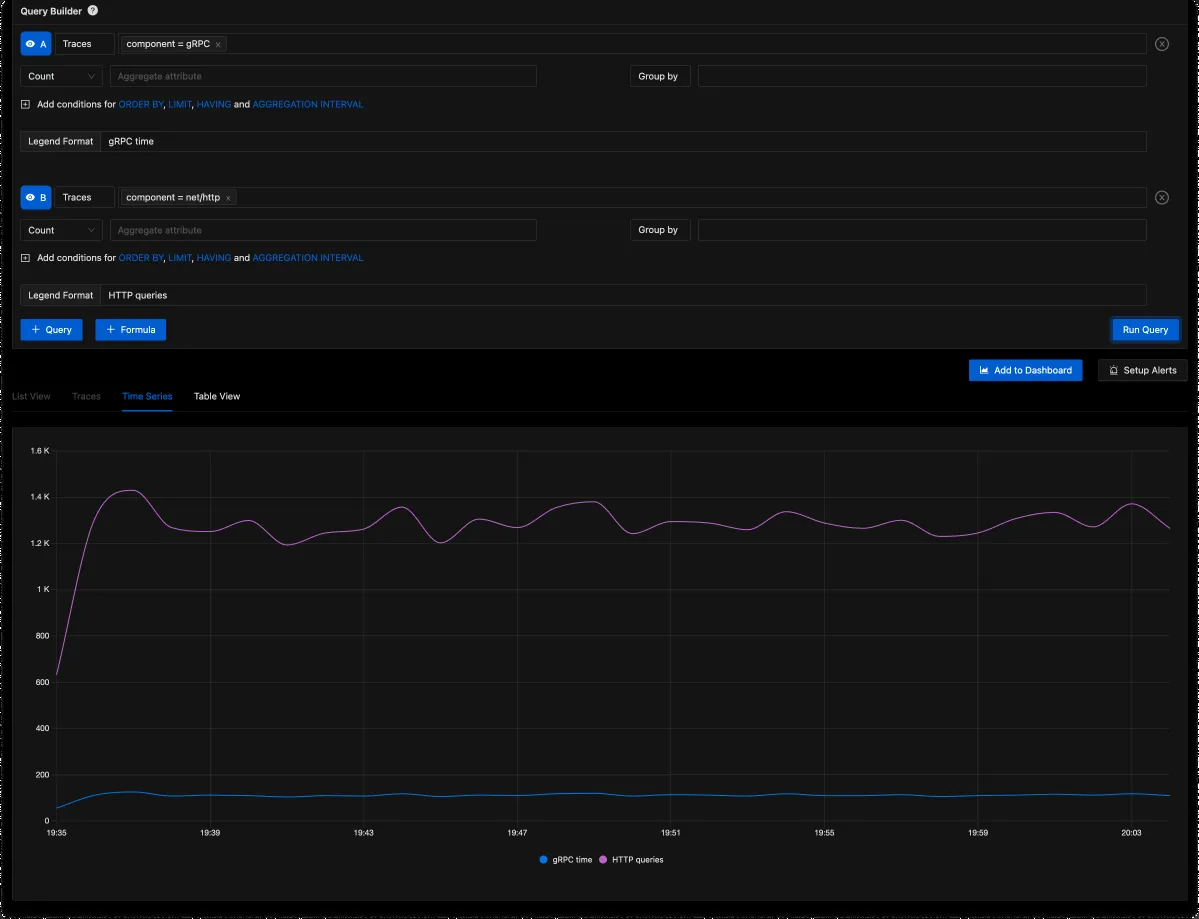 Query Builder ?
A Traces component = gRPC ×
Count Aggregate attribute Group by
Add conditions for ORDER BY, LIMIT, HAVING and AGGREGATION INTERVAL
Legend Format gRPC time
B Traces component = net/http ×
Count Aggregate attribute Group by
Add conditions for ORDER BY, LIMIT, HAVING and AGGREGATION INTERVAL
Legend Format HTTP queries
+ Query + Formula Run Query
Add to Dashboard Setup Alerts
List View Traces Time Series Table View
1.6 K
1.4 K
1.2 K
1 K
800
600
400
200
0
19:35 19:39 19:43 19:47 19:51 19:55 19:59 20:03
gRPC time HTTP queries